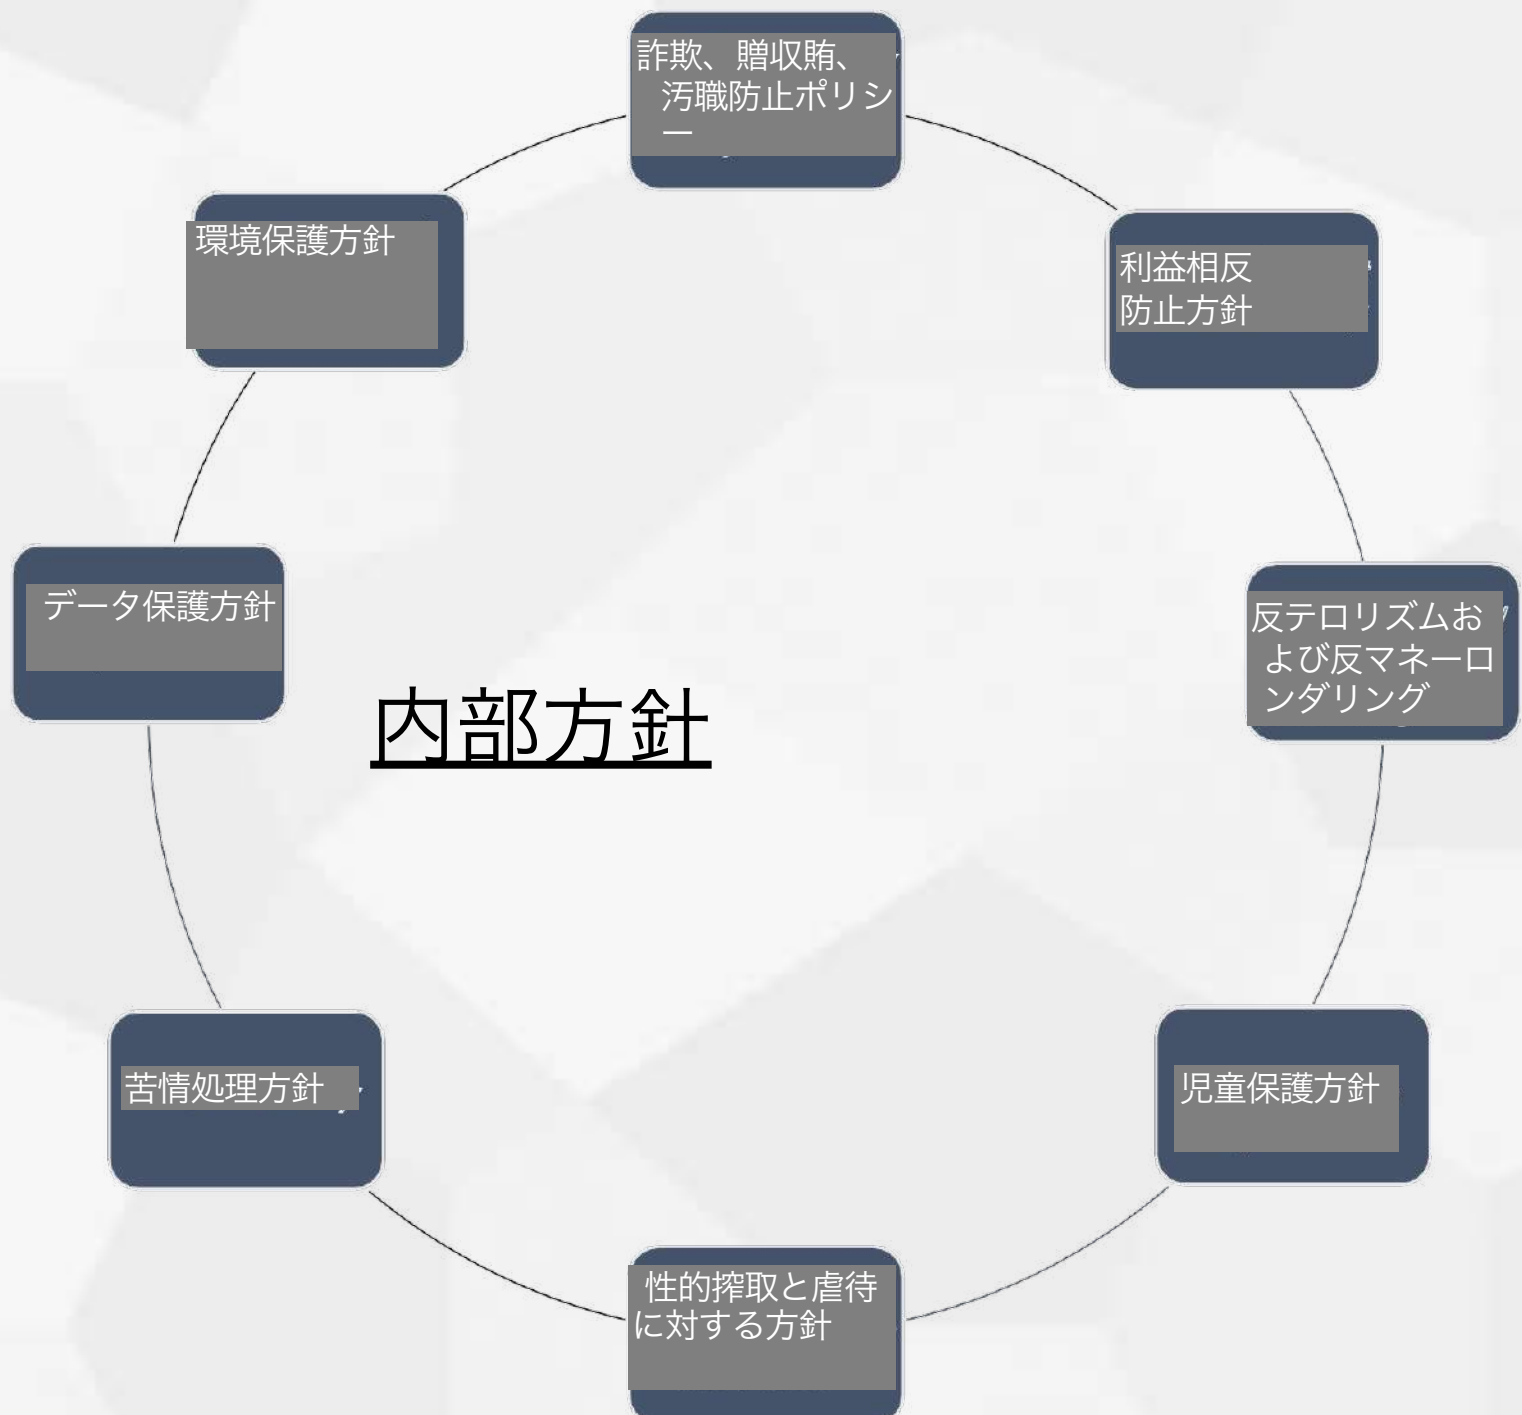 詐欺、贈収賄、
汚職防止ポリシ
ー
環境保護方針
利益相反
防止方針
データ保護方針
反テロリズムお
よび反マネーロ
ンダリング
内部方針
苦情処理方針
児童保護方針
性的搾取と虐待
に対する方針